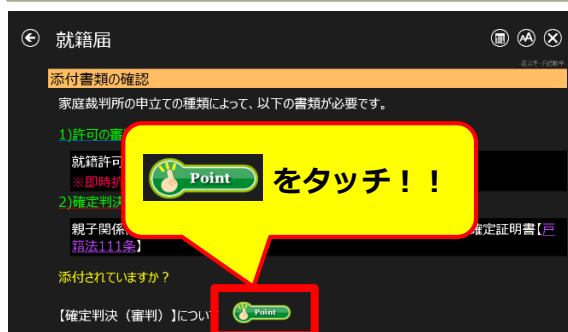 就籍届
添付書類の確認
家庭裁判所の申立ての種類によって、以下の書類が必要です。
1)許可の審
就籍許可
※即時抗
Point をタッチ！！
2)確定判決
親子関係
確定証明書【戸
籍法111条】
添付されていますか？
【確定判決（審判）】につい
Point